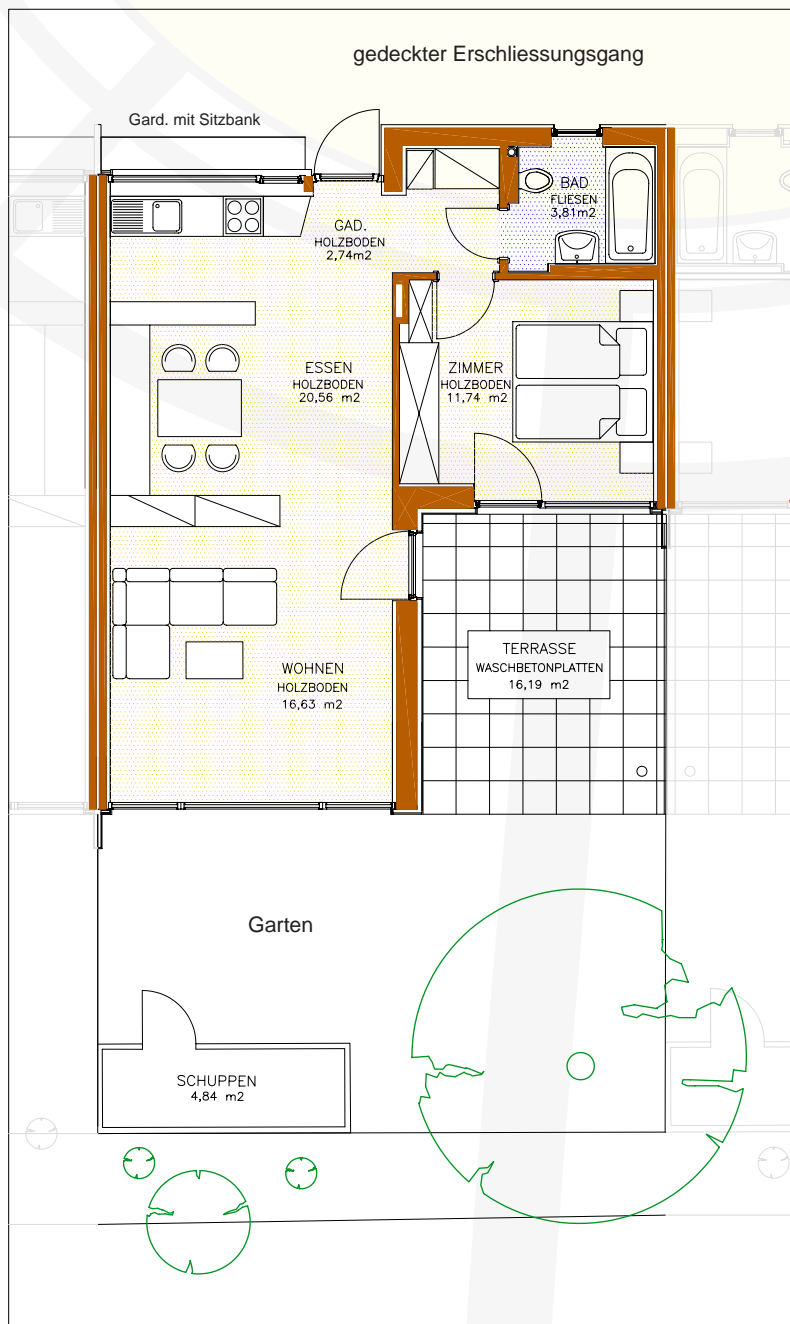 gedeckter Erschliessungsgang
Gard. mit Sitzbank
BAD
FLIESEN
3,81m2
GAD.
HOLZBODEN
2,74m2
ESSEN
HOLZBODEN
20,56 m2
ZIMMER
HOLZBODEN
11,74 m2
TERRASSE
WASCHBETONPLATTEN
16,19 m2
WOHNEN
HOLZBODEN
16,63 m2
Garten
SCHUPPEN
4,84 m2